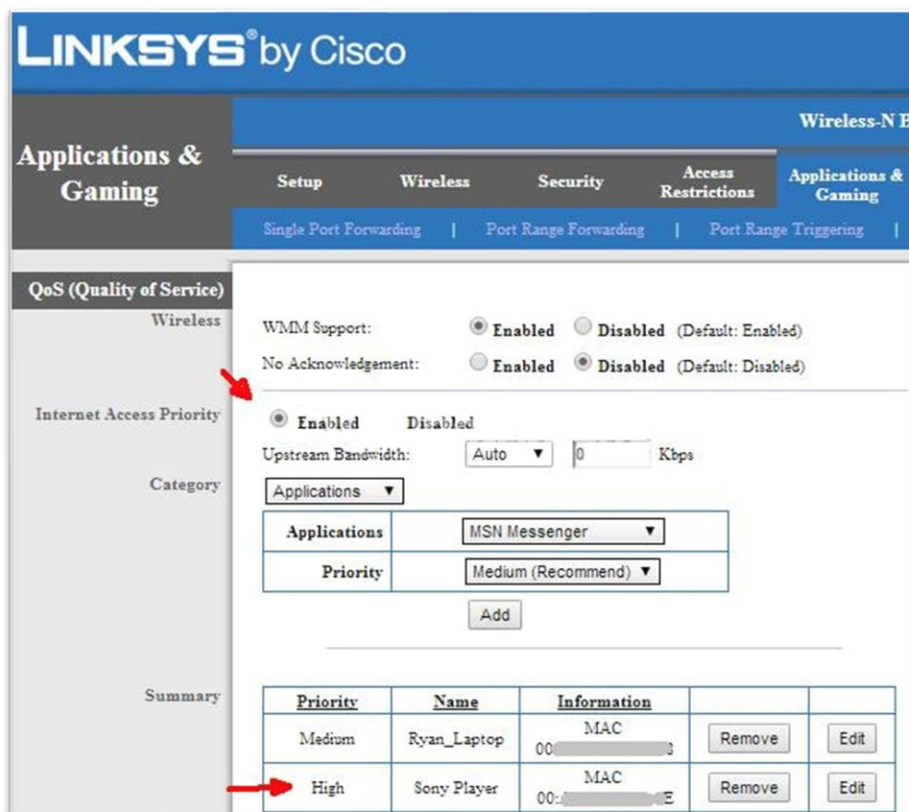 LINKSYS® by Cisco
Wireless-N
Applications &
Gaming
Setup Wireless Security Access Restrictions Applications & Gaming
Single Port Forwarding | Port Range Forwarding | Port Range Triggering |
QoS (Quality of Service)
Wireless
WMM Support: Enabled Disabled (Default: Enabled)
No Acknowledgement: Enabled Disabled (Default: Disabled)
Internet Access Priority
Enabled Disabled
Upstream Bandwidth: Auto 0 Kbps
Category
Applications
Applications MSN Messenger
Priority Medium (Recommend)
Add
Summary
Priority Name Information
Medium Ryan_Laptop MAC Remove Edit
00
High Sony Player MAC Remove Edit
00: E